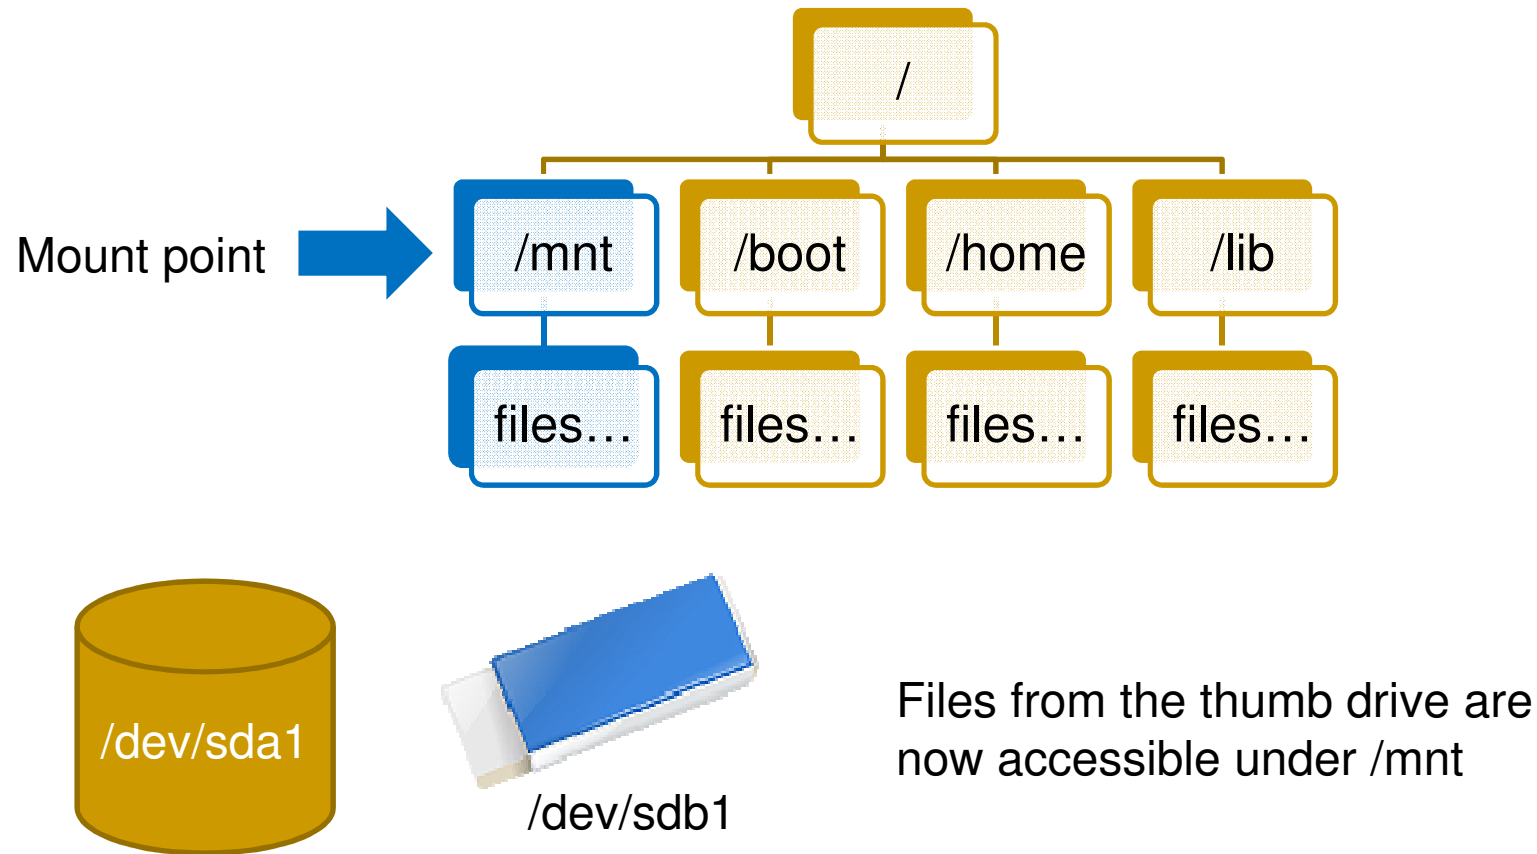 /
Mount point
/mnt
/boot
/home
/lib
files…
files…
files…
files…
/dev/sda1
/dev/sdb1
Files from the thumb drive are
now accessible under /mnt